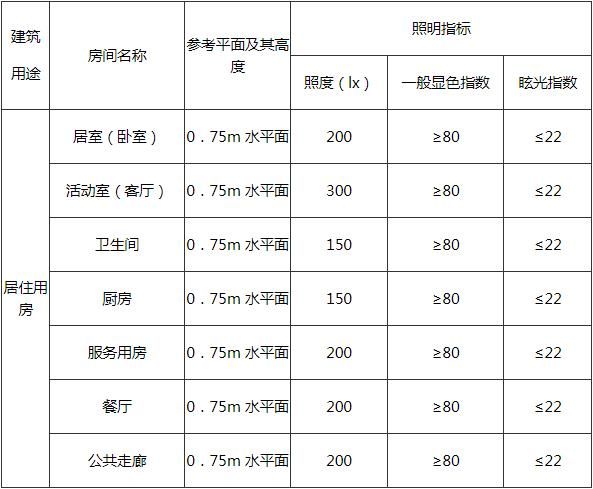 建筑
用途
房间名称
参考平面及其高
度
照明指标
照度（lx）
一般显色指数
眩光指数
居住用
房
居室（卧室）
0．75m 水平面
200
≥80
≤22
活动室（客厅）
0．75m 水平面
300
≥80
≤22
卫生间
0．75m 水平面
150
≥80
≤22
厨房
0．75m 水平面
150
≥80
≤22
服务用房
0．75m 水平面
200
≥80
≤22
餐厅
0．75m 水平面
200
≥80
≤22
公共走廊
0．75m 水平面
200
≥80
≤22